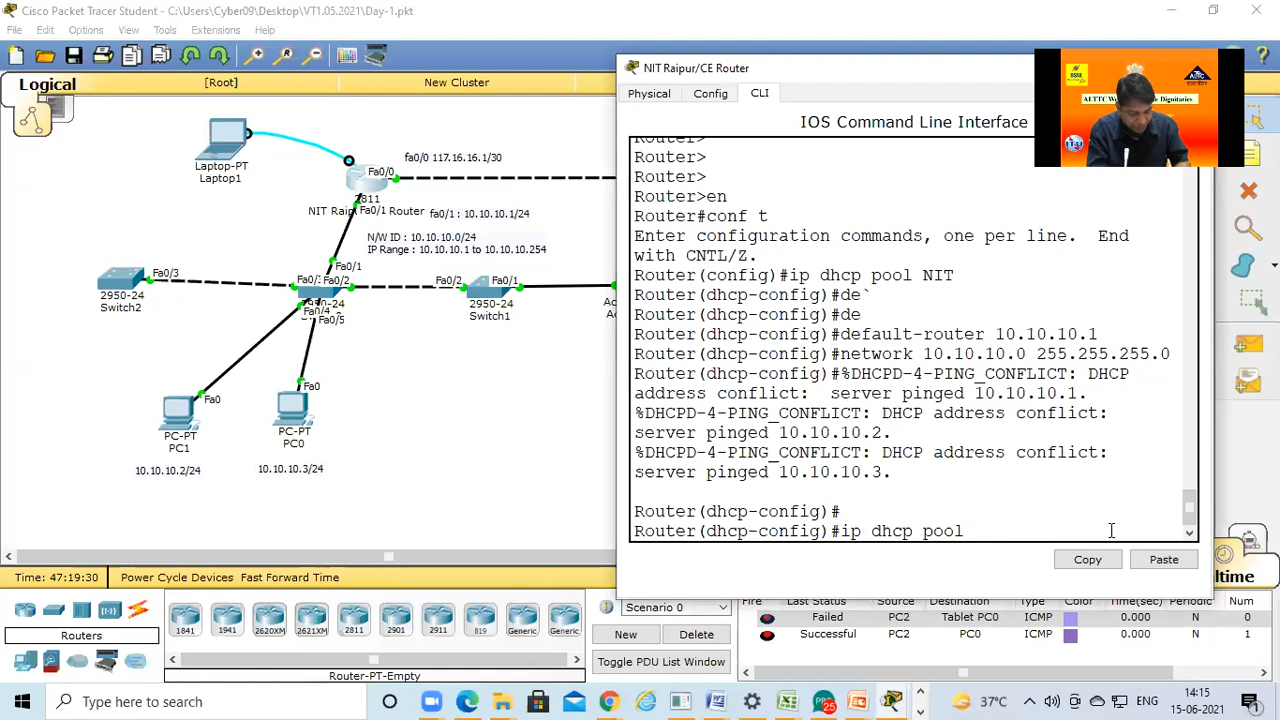 Cisco Packet Tracer Student - C:\Users\Cyber09\Desktop\VT1.05.2021\Day-1.pkt
File Edit Options View Tools Extensions Help
Logical
[Root]
New Cluster
Laptop-PT
Laptop1
fa0/0 117.16.16.1/30
Fa0/0
2811
Fa0/1 Router
fa0/1 : 10.10.10.1/24
N/W ID : 10.10.10.0/24
IP Range : 10.10.10.1 to 10.10.10.254
Fa0/1
Fa0/3
Fa0/2
Fa0/2
Fa0/1
2950-24
Switch2
2950-24
Switch1
Fa0/4
Fa0/5
Fa0
Fa0
PC-PT
PC1
PC-PT
PC0
10.10.10.2/24
10.10.10.3/24
NIT Raipur/CE Router
Physical Config CLI
IOS Command Line Interface
Router>
Router>
Router>
Router>en
Router#conf t
Enter configuration commands, one per line.  End
with CNTL/Z.
Router(config)#ip dhcp pool NIT
Router(dhcp-config)#de`
Router(dhcp-config)#de
Router(dhcp-config)#default-router 10.10.10.1
Router(dhcp-config)#network 10.10.10.0 255.255.255.0
Router(dhcp-config)#%DHCPD-4-PING_CONFLICT: DHCP
address conflict:  server pinged 10.10.10.1.
%DHCPD-4-PING_CONFLICT: DHCP address conflict:
server pinged 10.10.10.2.
%DHCPD-4-PING_CONFLICT: DHCP address conflict:
server pinged 10.10.10.3.
Router(dhcp-config)#
Router(dhcp-config)#ip dhcp pool
Copy Paste
BSNL
ALTTC
Time: 47:19:30 Power Cycle Devices Fast Forward Time
Routers
1841 1941 2620XM 2621XM 2811 2901 2911 819 Generic Generic
Router-PT-Empty
Scenario 0
New Delete
Toggle PDU List Window
Fire Last Status Source Destination Type Color Time(sec) Periodic Num
Failed PC2 Tablet PC0 ICMP 0.000 N 0
Successful PC2 PC0 ICMP 0.000 N 1
Type here to search
25
37°C
ENG
14:15
15-06-2021